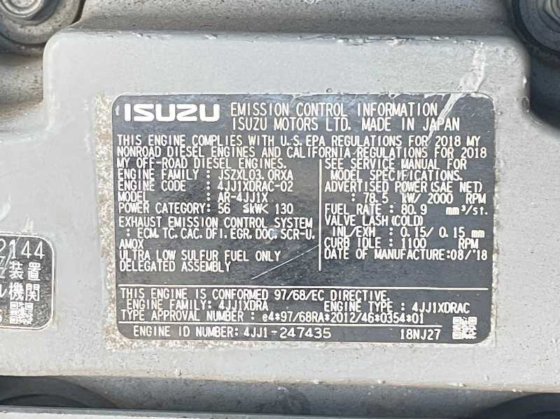 ISUZU EMISSION CONTROL INFORMATION
ISUZU MOTORS LTD. MADE IN JAPAN
THIS ENGINE COMPLIES WITH U.S.EPA REGULATIONS FOR 2018 MY
NONROAD DIESEL ENGINES AND CALIFORNIA REGULATIONS FOR 2018
MY OFF-ROAD DIESEL ENGINES.
SEE SERVICE MANUAL FOR
ENGINE FAMILY : JSZXL03.0RXA
MODEL SPECIFICATIONS.
ENGINE CODE : 4JJ1XDRAC-02
ADVERTISED POWER(SAE NET)
MODEL : AR-4JJ1X
: 78.5 kW/ 2000 RPM
POWER CATEGORY: 56 ≤kW< 130
FUEL RATE: 80.9 mm³/st.
EXHAUST EMISSION CONTROL SYSTEM
VALVE LASH (COLD)
: ECM, TC, CAC, DFI, EGR, DOC, SCR-U,
IN/EXH : 0.15/ 0.15 mm
AMOX
CURB IDLE : 1100 RPM
ULTRA LOW SULFUR FUEL ONLY
DATE OF MANUFACTURE:08/'18
DELEGATED ASSEMBLY
THIS ENGINE IS CONFORMED 97/68/EC DIRECTIVE.
ENGINE FAMILY: 4JJ1XDRA ENGINE TYPE : 4JJ1XDRAC
TYPE APPROVAL NUMBER : e4*97/68RA*2012/46*0354*01
ENGINE ID NUMBER: 4JJ1-247435 18NJ27
2144
装置
ル機関